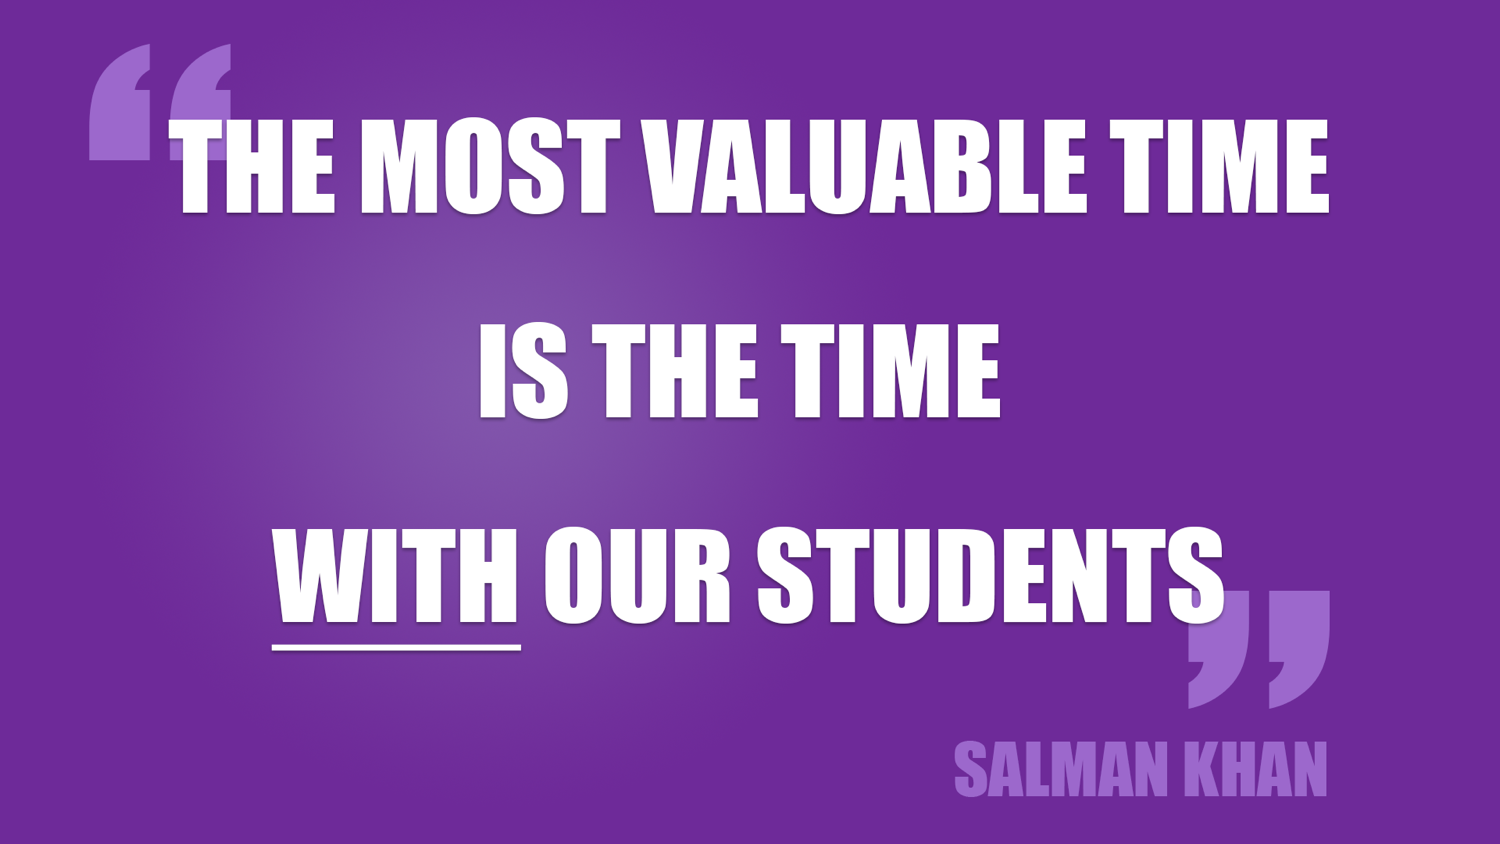 “THE MOST VALUABLE TIME
IS THE TIME
WITH OUR STUDENTS”
SALMAN KHAN